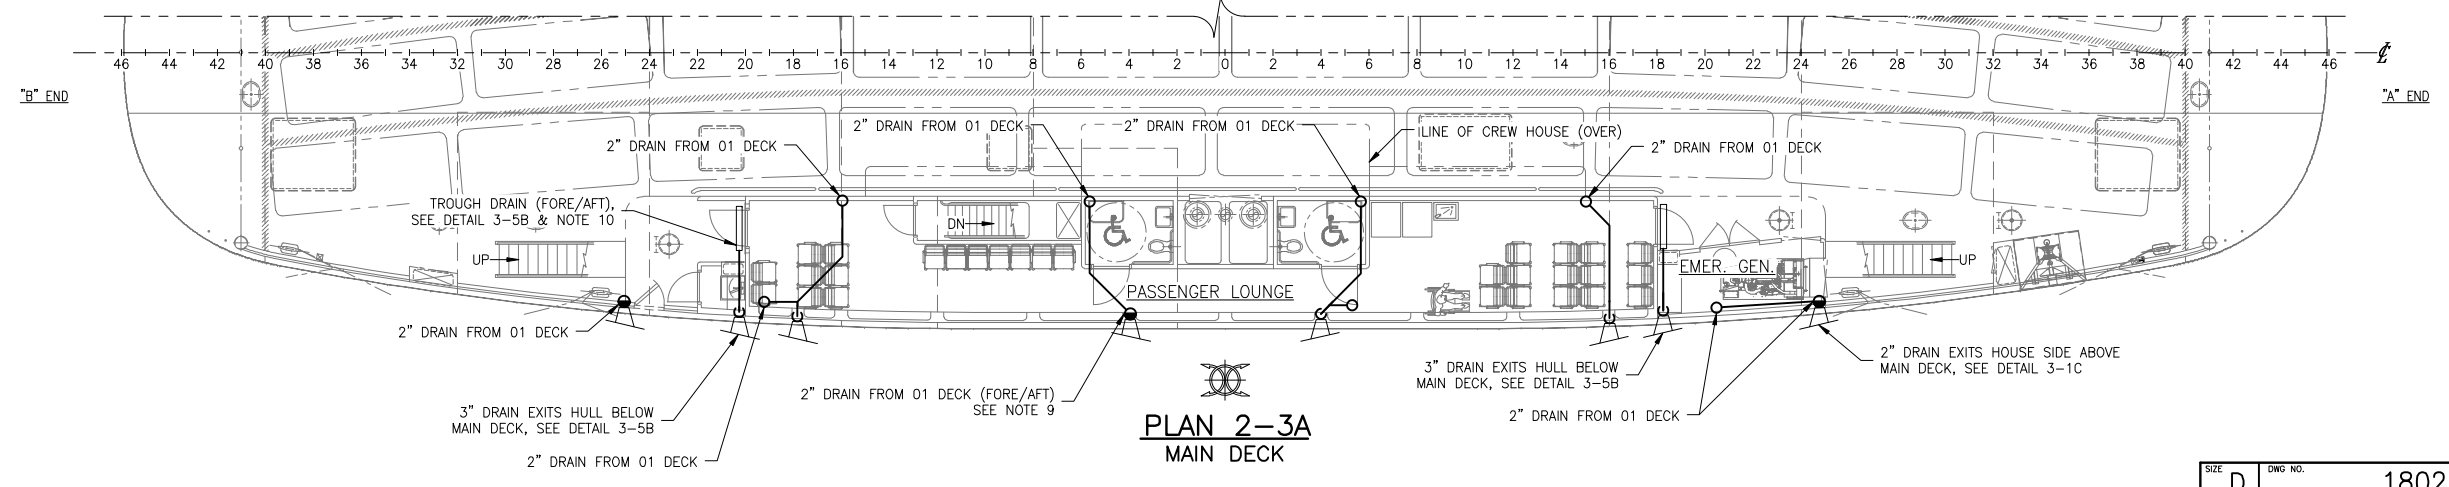 46 44 42 40 38 36 34 32 30 28 26 24 22 20 18 16 14 12 10 8 6 4 2 0 2 4 6 8 10 12 14 16 18 20 22 24 26 28 30 32 34 36 38 40 42 44 46
"B" END
"A" END
2" DRAIN FROM 01 DECK
2" DRAIN FROM 01 DECK
LINE OF CREW HOUSE (OVER)
2" DRAIN FROM 01 DECK
2" DRAIN FROM 01 DECK
TROUGH DRAIN (FORE/AFT),
SEE DETAIL 3-5B & NOTE 10
DN
UP
EMER. GEN.
UP
PASSENGER LOUNGE
2" DRAIN FROM 01 DECK
2" DRAIN EXITS HOUSE SIDE ABOVE
MAIN DECK, SEE DETAIL 3-1C
3" DRAIN EXITS HULL BELOW
MAIN DECK, SEE DETAIL 3-5B
2" DRAIN FROM 01 DECK (FORE/AFT)
SEE NOTE 9
3" DRAIN EXITS HULL BELOW
MAIN DECK, SEE DETAIL 3-5B
2" DRAIN FROM 01 DECK
2" DRAIN FROM 01 DECK
PLAN 2-3A
MAIN DECK
SIZE
D
DWG NO.
1802